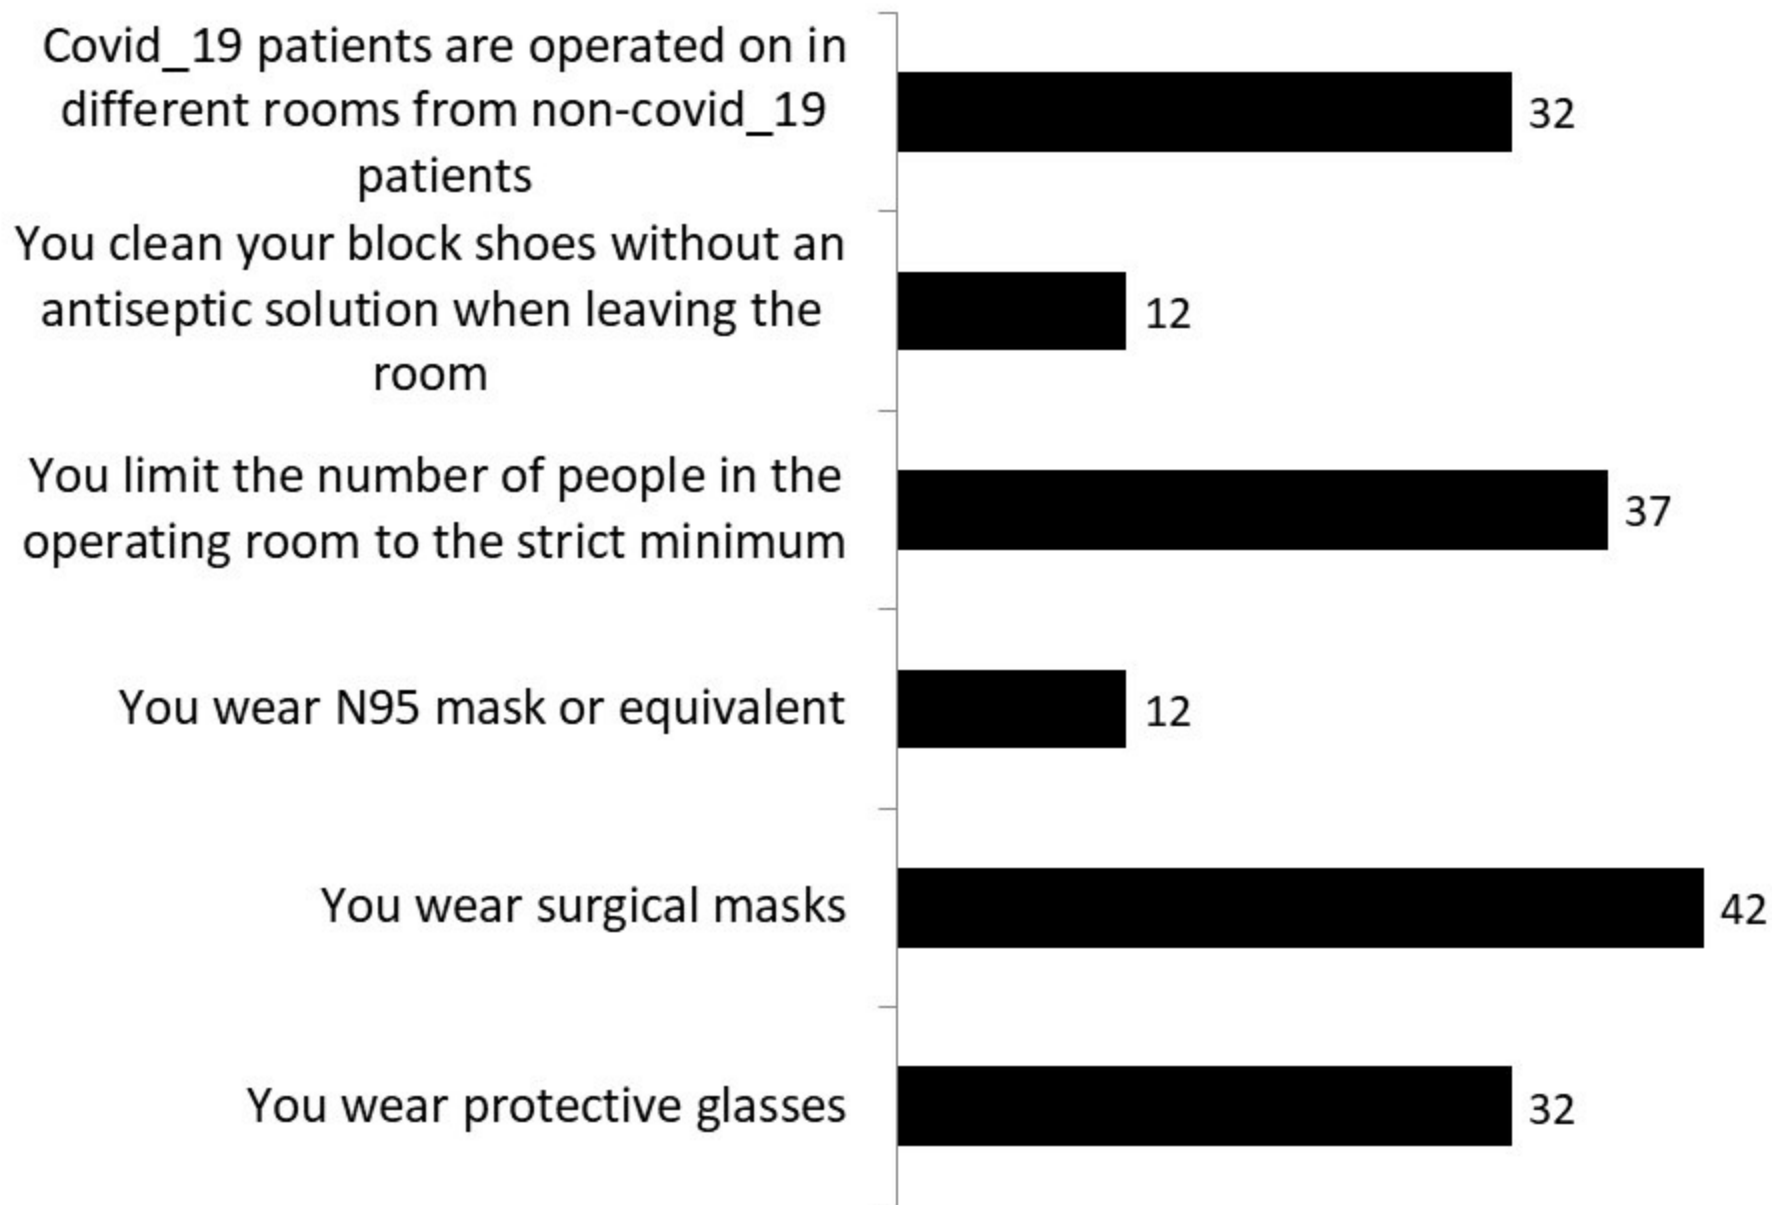 Covid_19 patients are operated on in
different rooms from non-covid_19
patients
32
You clean your block shoes without an
antiseptic solution when leaving the
room
12
You limit the number of people in the
operating room to the strict minimum
37
You wear N95 mask or equivalent
12
You wear surgical masks
42
You wear protective glasses
32